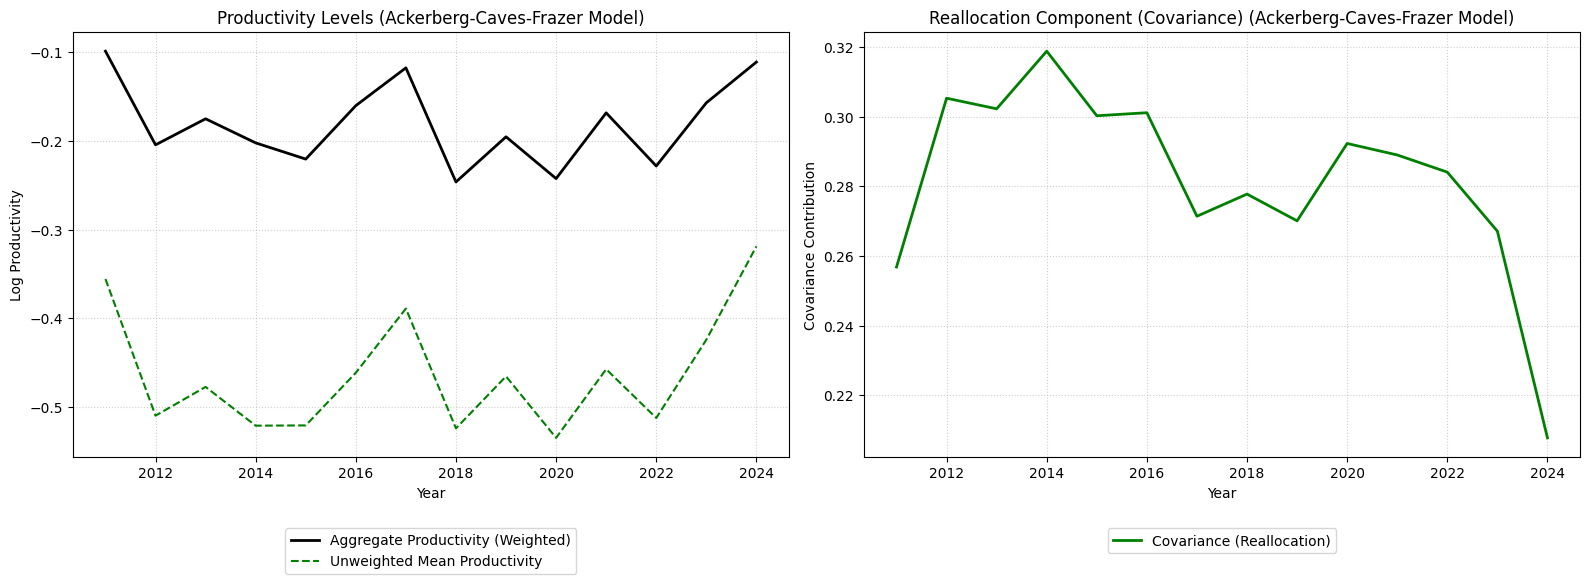 Productivity Levels (Ackerberg-Caves-Frazer Model)
Log Productivity
−0.1
−0.2
−0.3
−0.4
−0.5
2012 2014 2016 2018 2020 2022 2024
Year
Aggregate Productivity (Weighted)
Unweighted Mean Productivity
Reallocation Component (Covariance) (Ackerberg-Caves-Frazer Model)
Covariance Contribution
0.32
0.30
0.28
0.26
0.24
0.22
2012 2014 2016 2018 2020 2022 2024
Year
Covariance (Reallocation)